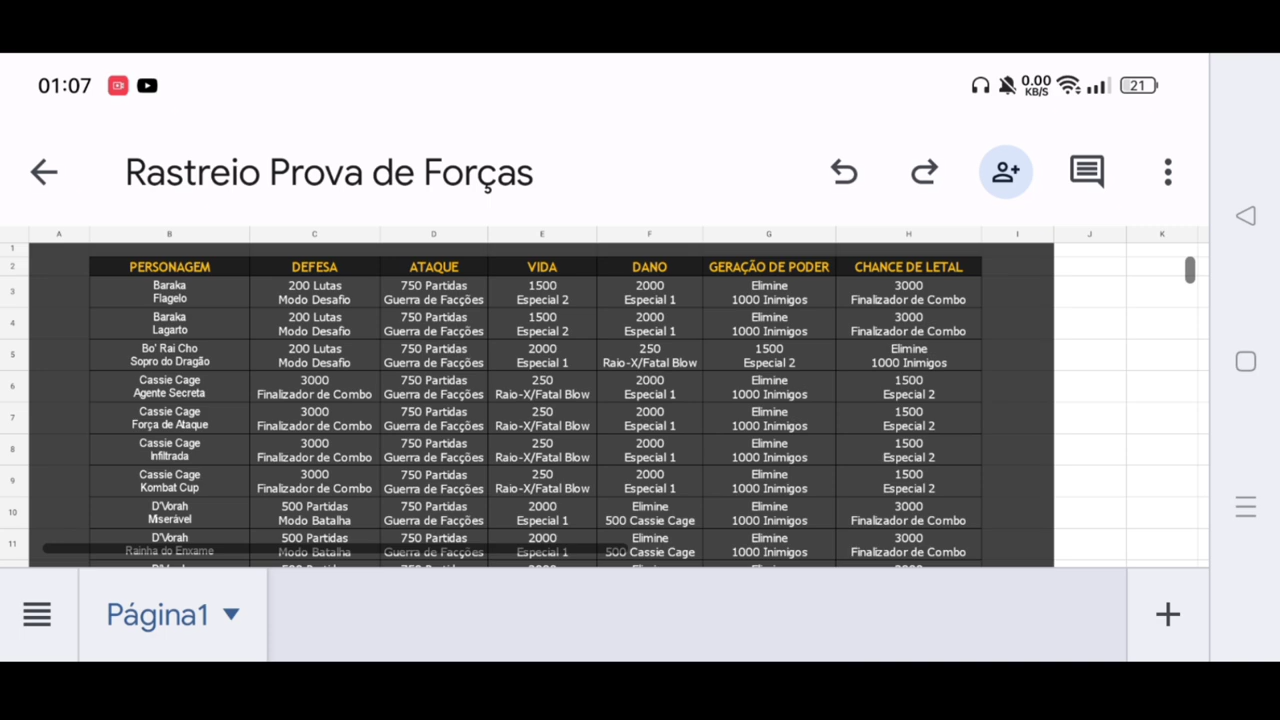 01:07 0.00 KB/S 21
Rastreio Prova de Forças
A B C D E F G H I J K
1
2 PERSONAGEM DEFESA ATAQUE VIDA DANO GERAÇÃO DE PODER CHANCE DE LETAL
3 Baraka 200 Lutas 750 Partidas 1500 2000 Elimine 3000
Flagelo Modo Desafio Guerra de Facções Especial 2 Especial 1 1000 Inimigos Finalizador de Combo
4 Baraka 200 Lutas 750 Partidas 1500 2000 Elimine 3000
Lagarto Modo Desafio Guerra de Facções Especial 2 Especial 1 1000 Inimigos Finalizador de Combo
5 Bo' Rai Cho 200 Lutas 750 Partidas 2000 250 1500 Elimine
Sopro do Dragão Modo Desafio Guerra de Facções Especial 1 Raio-X/Fatal Blow Especial 2 1000 Inimigos
6 Cassie Cage 3000 750 Partidas 250 2000 Elimine 1500
Agente Secreta Finalizador de Combo Guerra de Facções Raio-X/Fatal Blow Especial 1 1000 Inimigos Especial 2
7 Cassie Cage 3000 750 Partidas 250 2000 Elimine 1500
Força de Ataque Finalizador de Combo Guerra de Facções Raio-X/Fatal Blow Especial 1 1000 Inimigos Especial 2
8 Cassie Cage 3000 750 Partidas 250 2000 Elimine 1500
Infiltrada Finalizador de Combo Guerra de Facções Raio-X/Fatal Blow Especial 1 1000 Inimigos Especial 2
9 Cassie Cage 3000 750 Partidas 250 2000 Elimine 1500
Kombat Cup Finalizador de Combo Guerra de Facções Raio-X/Fatal Blow Especial 1 1000 Inimigos Especial 2
10 D'Vorah 500 Partidas 750 Partidas 2000 Elimine Elimine 3000
Miserável Modo Batalha Guerra de Facções Especial 1 500 Cassie Cage 1000 Inimigos Finalizador de Combo
11 D'Vorah 500 Partidas 750 Partidas 2000 Elimine Elimine 3000
Rainha do Enxame Modo Batalha Guerra de Facções Especial 1 500 Cassie Cage 1000 Inimigos Finalizador de Combo
Página1